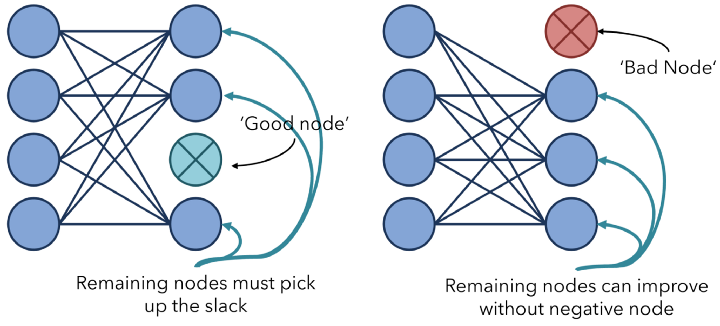 'Good node'
Remaining nodes must pick
up the slack
'Bad Node'
Remaining nodes can improve
without negative node